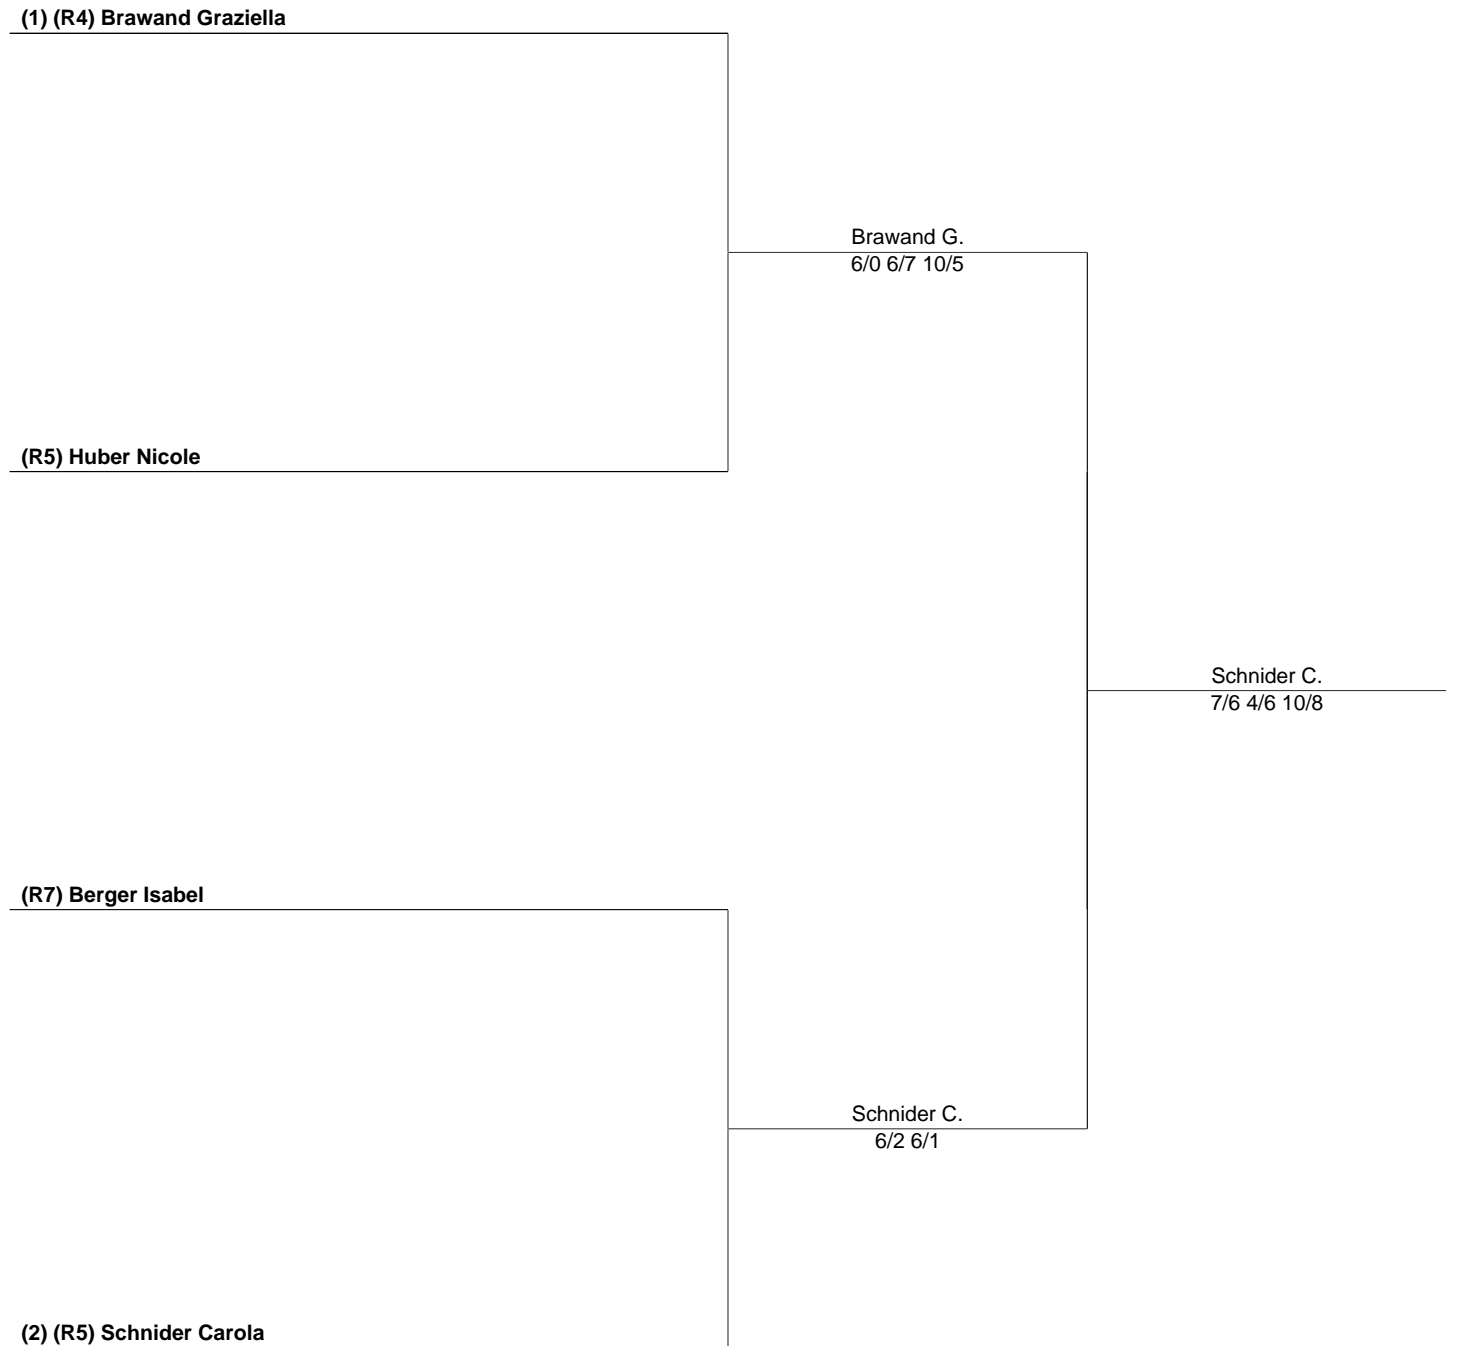 (1) (R4) Brawand Graziella
Brawand G.
6/0 6/7 10/5
(R5) Huber Nicole
Schnider C.
7/6 4/6 10/8
(R7) Berger Isabel
Schnider C.
6/2 6/1
(2) (R5) Schnider Carola